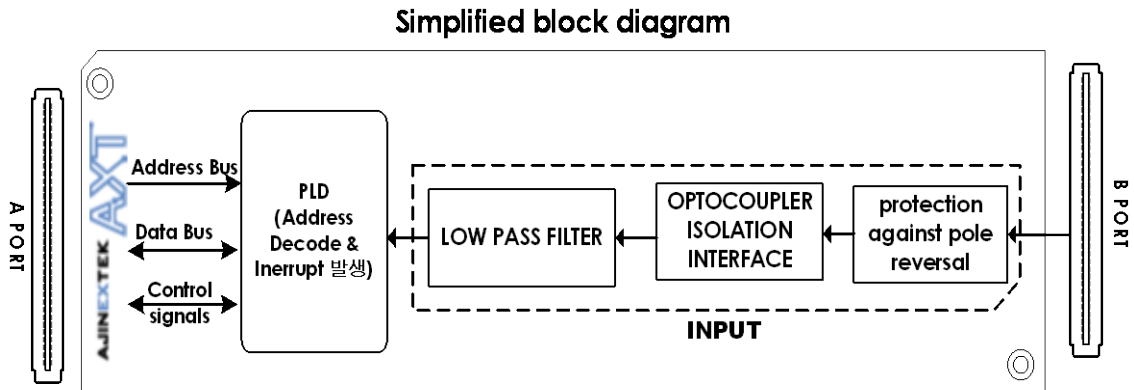 Simplified block diagram
A PORT
AJINEXTEK
AXT
Address Bus
Data Bus
Control
signals
PLD
(Address
Decode &
Inerrupt 발생)
LOW PASS FILTER
OPTOCOUPLER
ISOLATION
INTERFACE
protection
against pole
reversal
INPUT
B PORT